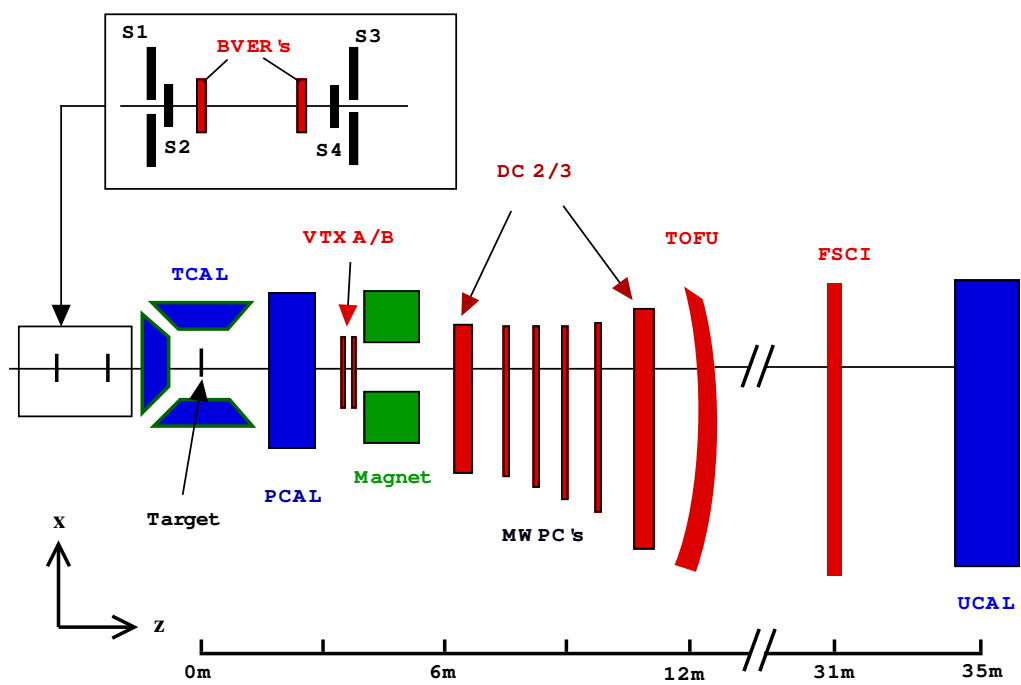 S1
S3
BVER's
S2
S4
DC 2/3
VTX A/B
TOFU
FSCI
TCAL
Magnet
PCAL
Target
MWPC's
x
z
UCAL
0m
6m
12m
31m
35m